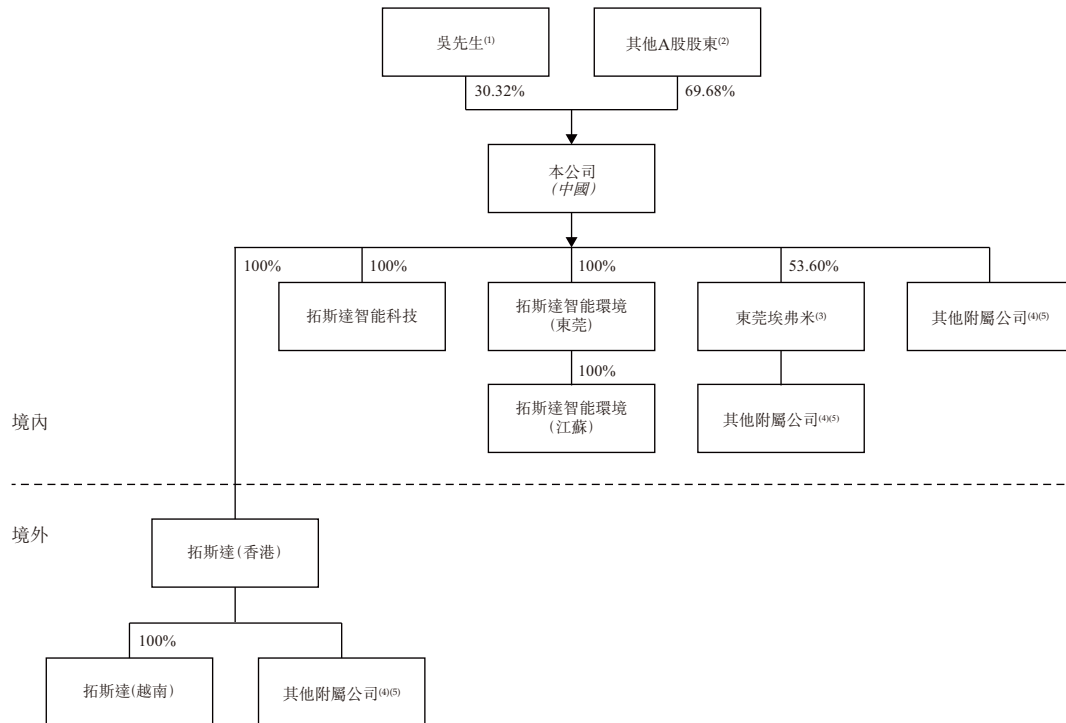 吳先生(1)
其他A股股東(2)
30.32%
69.68%
本公司
(中國)
100%
100%
100%
53.60%
拓斯達智能科技
拓斯達智能環境
(東莞)
東莞埃弗米(3)
其他附屬公司(4)(5)
100%
拓斯達智能環境
(江蘇)
其他附屬公司(4)(5)
境內
境外
拓斯達(香港)
100%
拓斯達(越南)
其他附屬公司(4)(5)